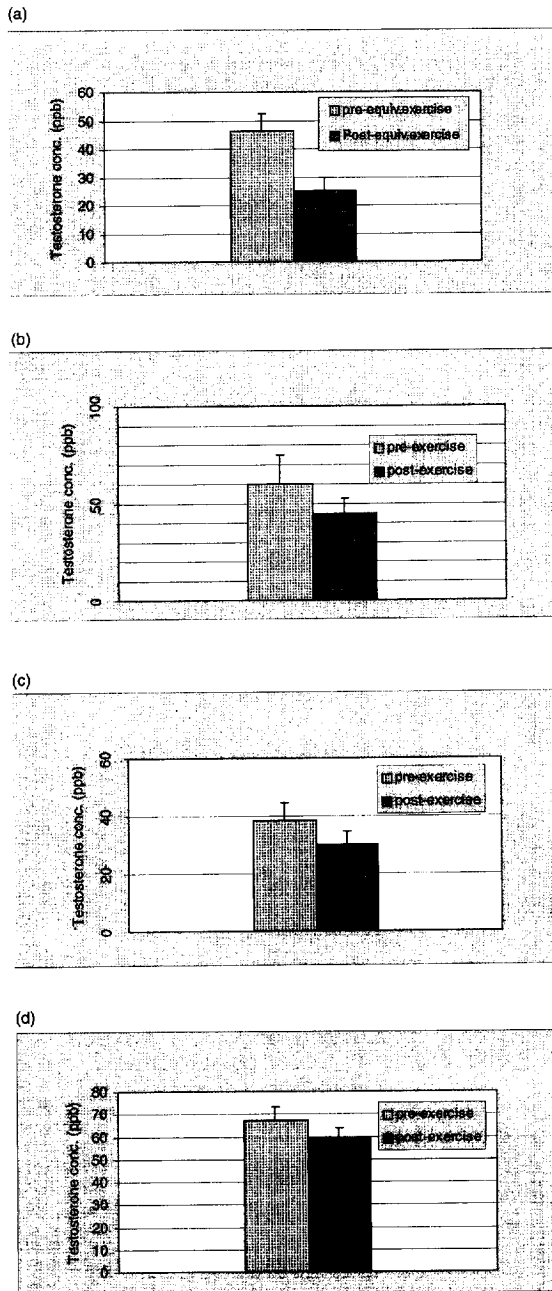 (a)
Testosterone conc. (ppb)
60
50
40
30
20
10
0
pre-equiv.exercise
Post-equiv.exercise
(b)
Testosterone conc. (ppb)
100
50
0
pre-exercise
post-exercise
(c)
Testosterone conc. (ppb)
60
40
20
0
pre-exercise
post-exercise
(d)
Testosterone conc. (ppb)
80
70
60
50
40
30
20
10
0
pre-exercise
post-exercise